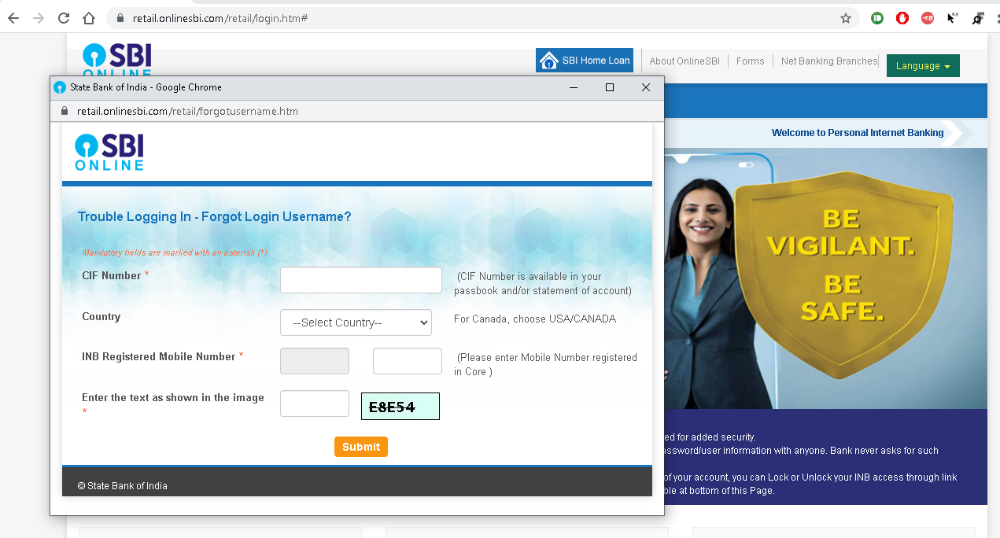 retail.onlinesbi.com/retail/login.htm#
SBI
ONLINE
SBI Home Loan
About OnlineSBI
Forms
Net Banking Branches
Language
State Bank of India - Google Chrome
retail.onlinesbi.com/retail/forgotusername.htm
SBI
ONLINE
Welcome to Personal Internet Banking
Trouble Logging In - Forgot Login Username?
Mandatory fields are marked with an asterisk (*)
CIF Number *
(CIF Number is available in your
passbook and/or statement of account)
Country
--Select Country--
For Canada, choose USA/CANADA
INB Registered Mobile Number *
(Please enter Mobile Number registered
in Core )
Enter the text as shown in the image
*
E8E54
Submit
© State Bank of India
BE
VIGILANT.
BE
SAFE.
ed for added security.
assword/user information with anyone. Bank never asks for such
of your account, you can Lock or Unlock your INB access through link
ble at bottom of this Page.